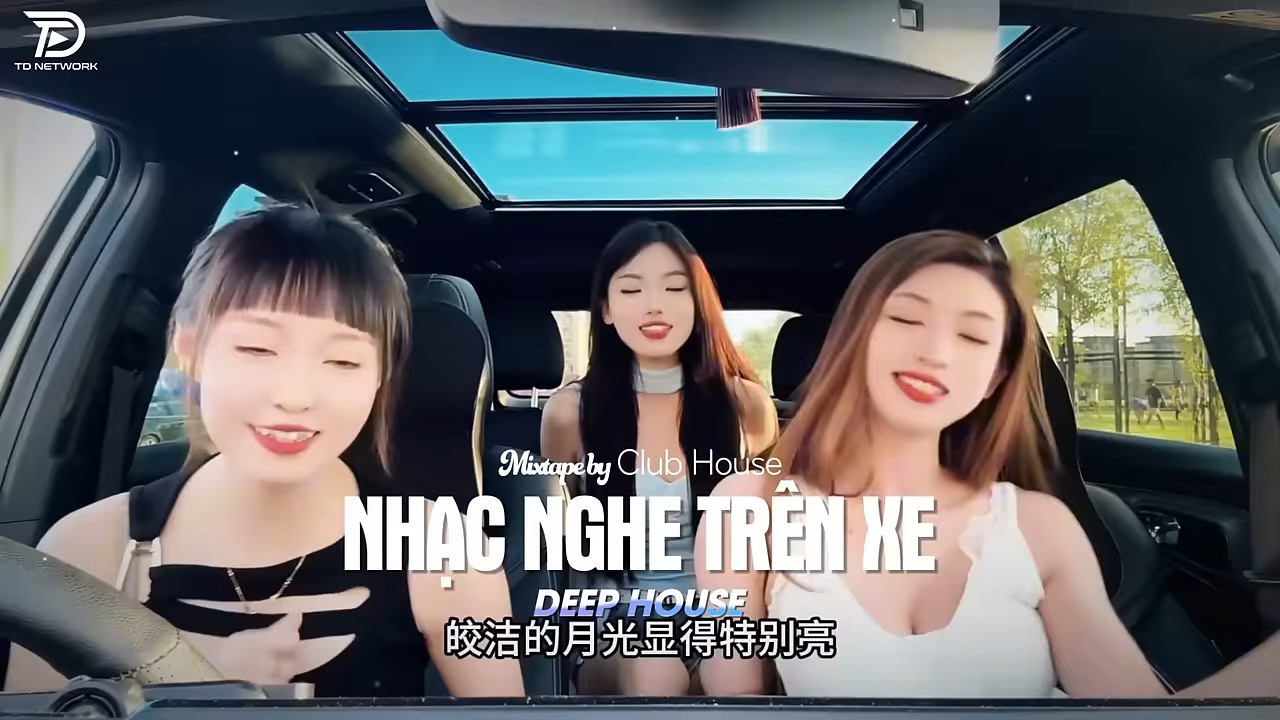 TD NETWORK
Mixtape by Club House
NHẠC NGHE TRÊN XE
DEEP HOUSE
皎洁的月光显得特别亮